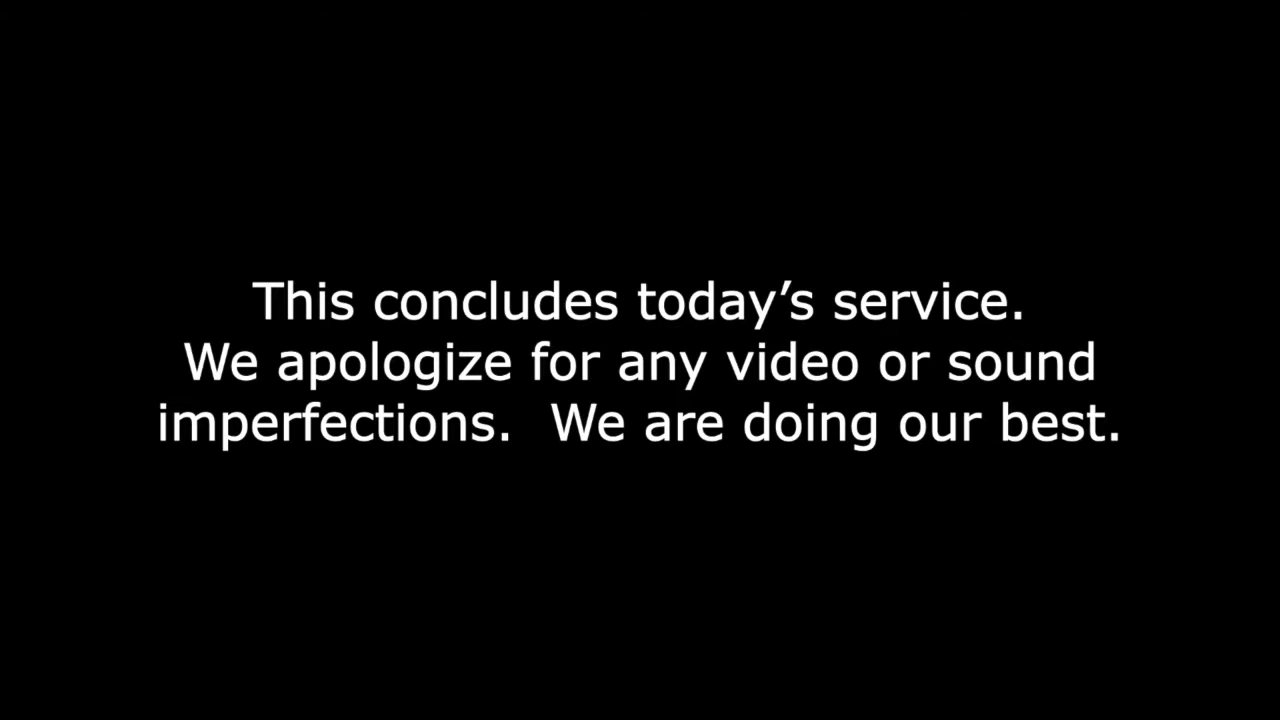 This concludes today’s service.
We apologize for any video or sound
imperfections.  We are doing our best.